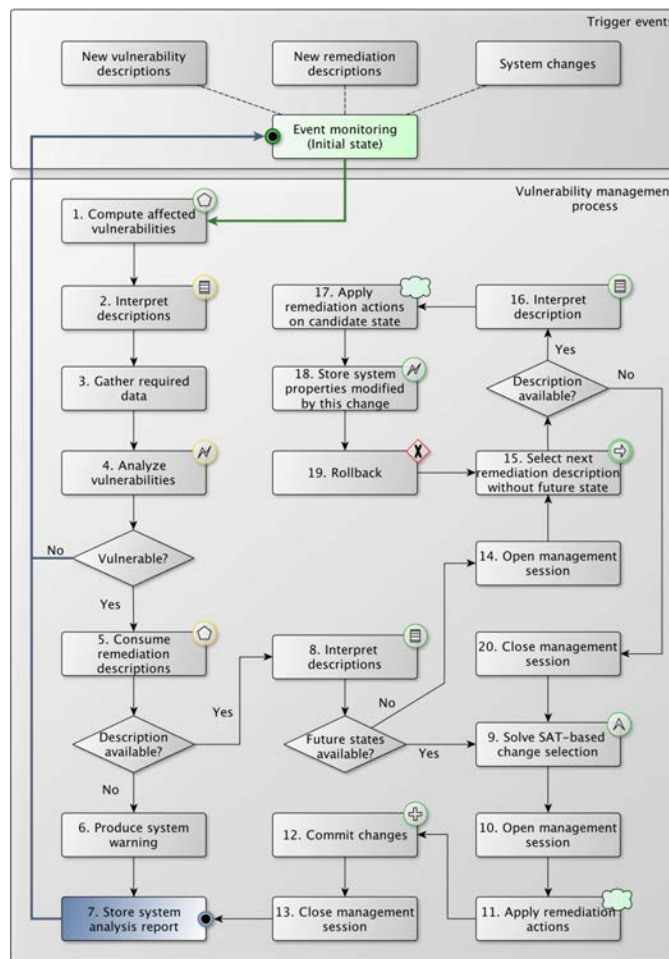 Trigger events
New vulnerability
descriptions
New remediation
descriptions
System changes
Event monitoring
(Initial state)
Vulnerability management
process
1. Compute affected
vulnerabilities
2. Interpret
descriptions
3. Gather required
data
4. Analyze
vulnerabilities
Vulnerable?
No
Yes
5. Consume
remediation
descriptions
Description
available?
Yes
No
6. Produce system
warning
7. Store system
analysis report
8. Interpret
descriptions
Future states
available?
No
Yes
9. Solve SAT-based
change selection
10. Open management
session
11. Apply remediation
actions
12. Commit changes
13. Close management
session
14. Open management
session
15. Select next
remediation description
without future state
Description
available?
Yes
No
16. Interpret
description
17. Apply
remediation actions
on candidate state
18. Store system
properties modified
by this change
19. Rollback
20. Close management
session